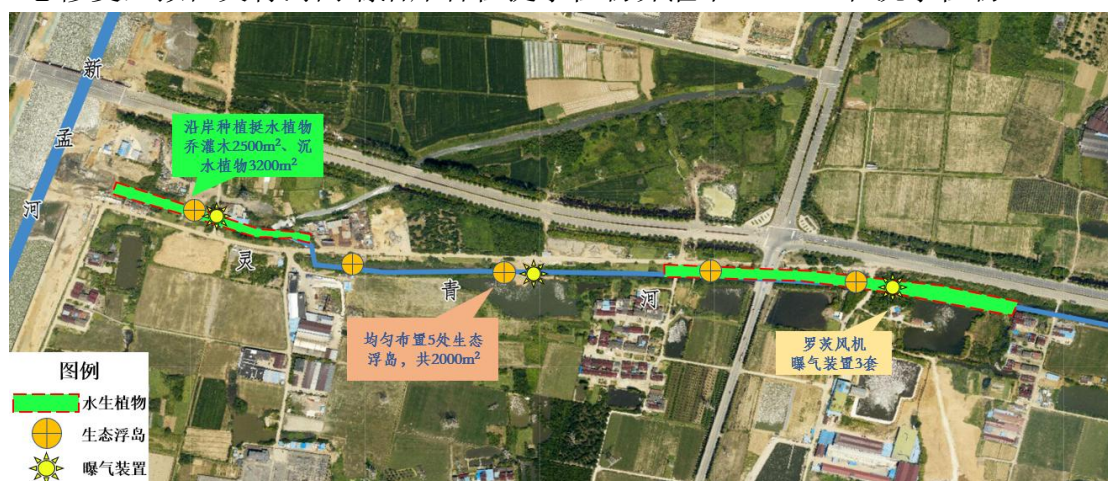 新
孟
河
沿岸种植挺水植物
乔灌木2500m²、沉
水植物3200m²
灵
青
河
均匀布置5处生态
浮岛，共2000m²
罗茨风机
曝气装置3套
图例
水生植物
生态浮岛
曝气装置